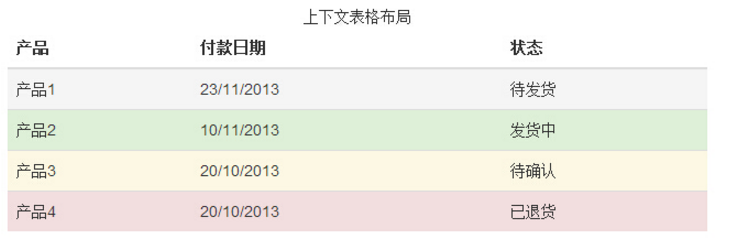 上下文表格布局
产品 付款日期 状态
产品1 23/11/2013 待发货
产品2 10/11/2013 发货中
产品3 20/10/2013 待确认
产品4 20/10/2013 已退货